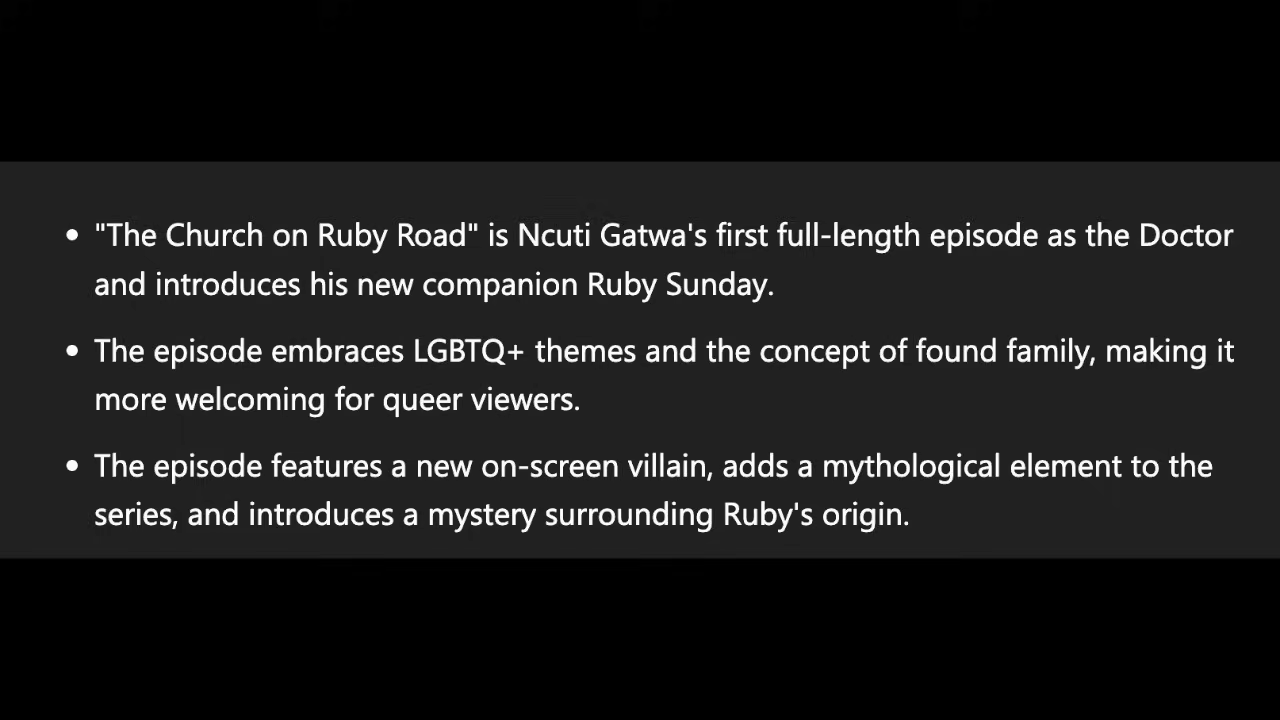 • "The Church on Ruby Road" is Ncuti Gatwa's first full-length episode as the Doctor
and introduces his new companion Ruby Sunday.
• The episode embraces LGBTQ+ themes and the concept of found family, making it
more welcoming for queer viewers.
• The episode features a new on-screen villain, adds a mythological element to the
series, and introduces a mystery surrounding Ruby's origin.